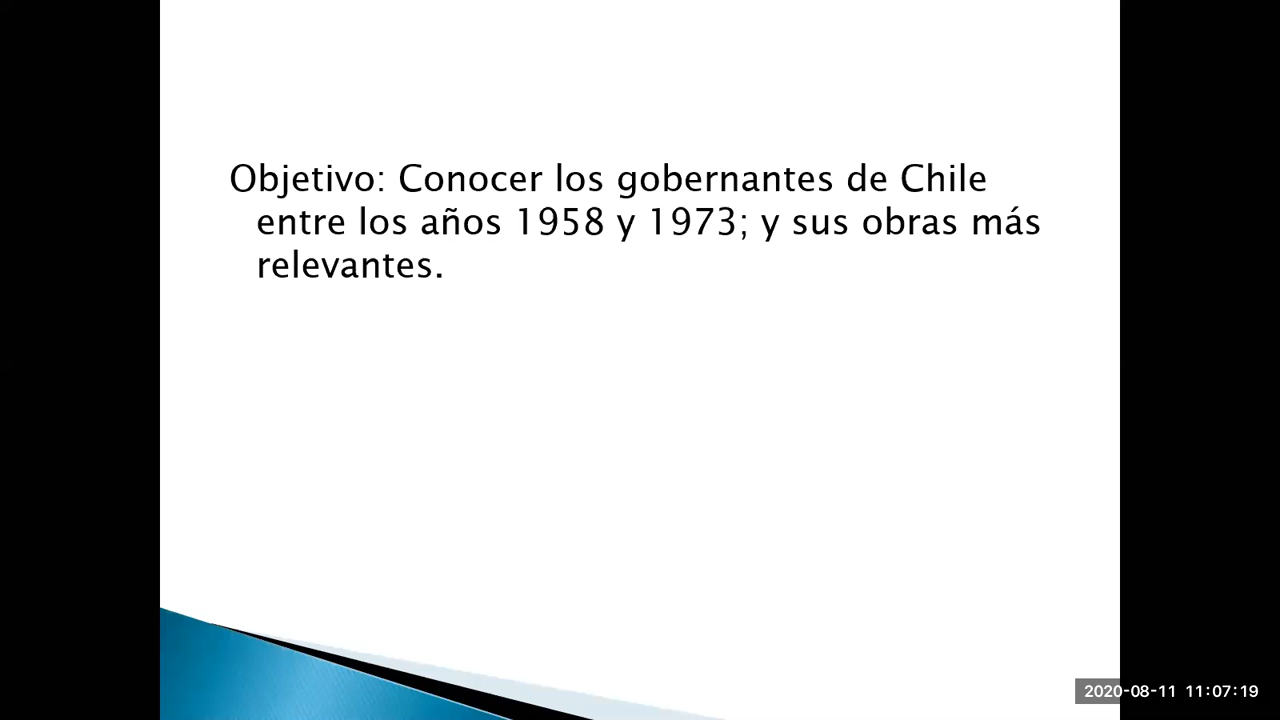 Objetivo: Conocer los gobernantes de Chile
entre los años 1958 y 1973; y sus obras más
relevantes.
2020-08-11 11:07:19